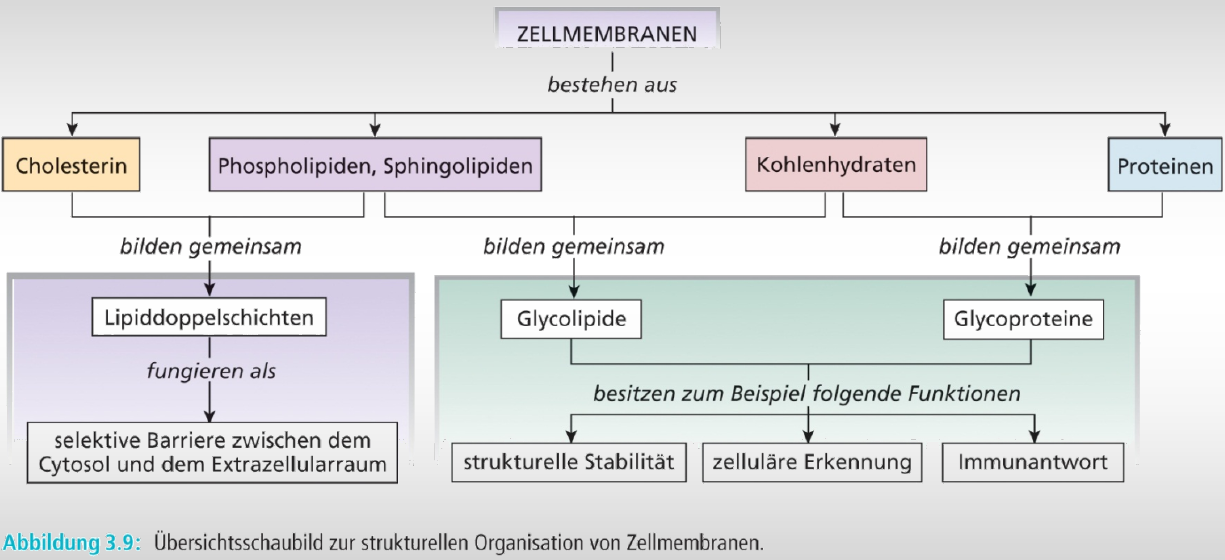 ZELLMEMBRANEN
bestehen aus
Cholesterin
Phospholipiden, Sphingolipiden
Kohlenhydraten
Proteinen
bilden gemeinsam
bilden gemeinsam
bilden gemeinsam
Lipiddoppelschichten
Glycolipide
Glycoproteine
fungieren als
besitzen zum Beispiel folgende Funktionen
selektive Barriere zwischen dem
Cytosol und dem Extrazellularraum
strukturelle Stabilität
zelluläre Erkennung
Immunantwort
Abbildung 3.9: Übersichtsschaubild zur strukturellen Organisation von Zellmembranen.